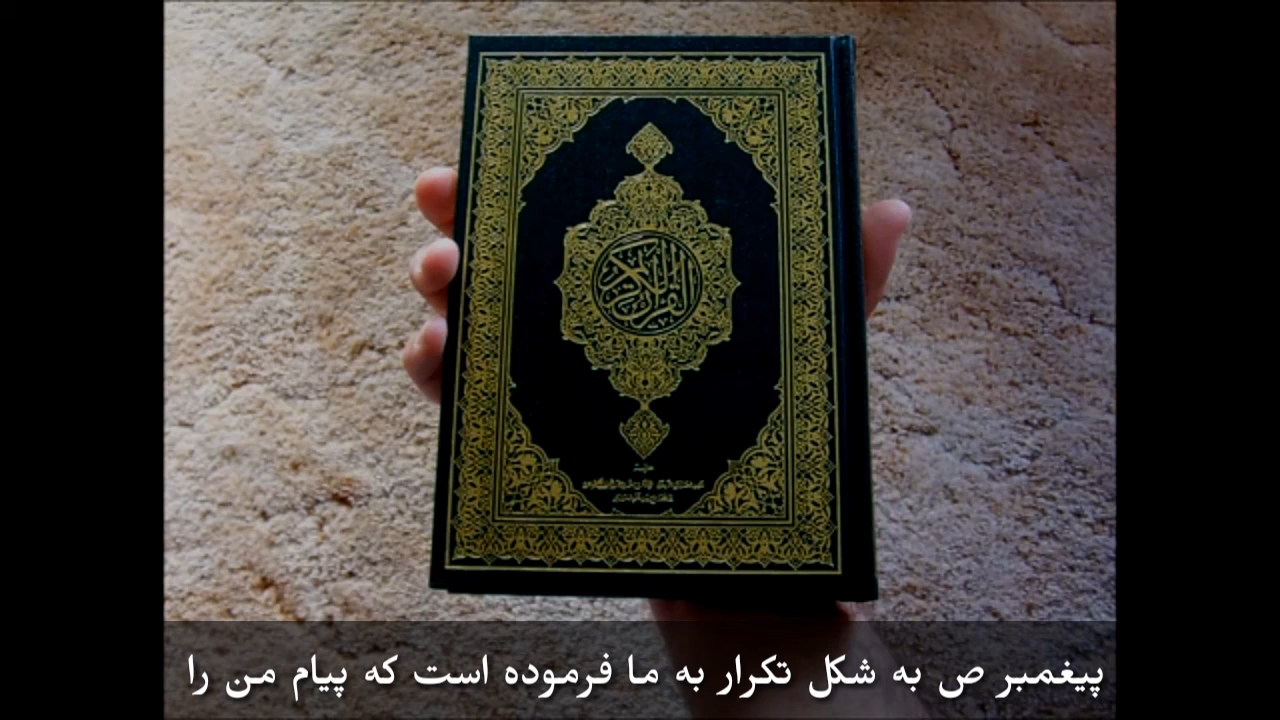 القرآن الكريم
پیغمبر ص به شکل تکرار به ما فرموده است که پیام من را